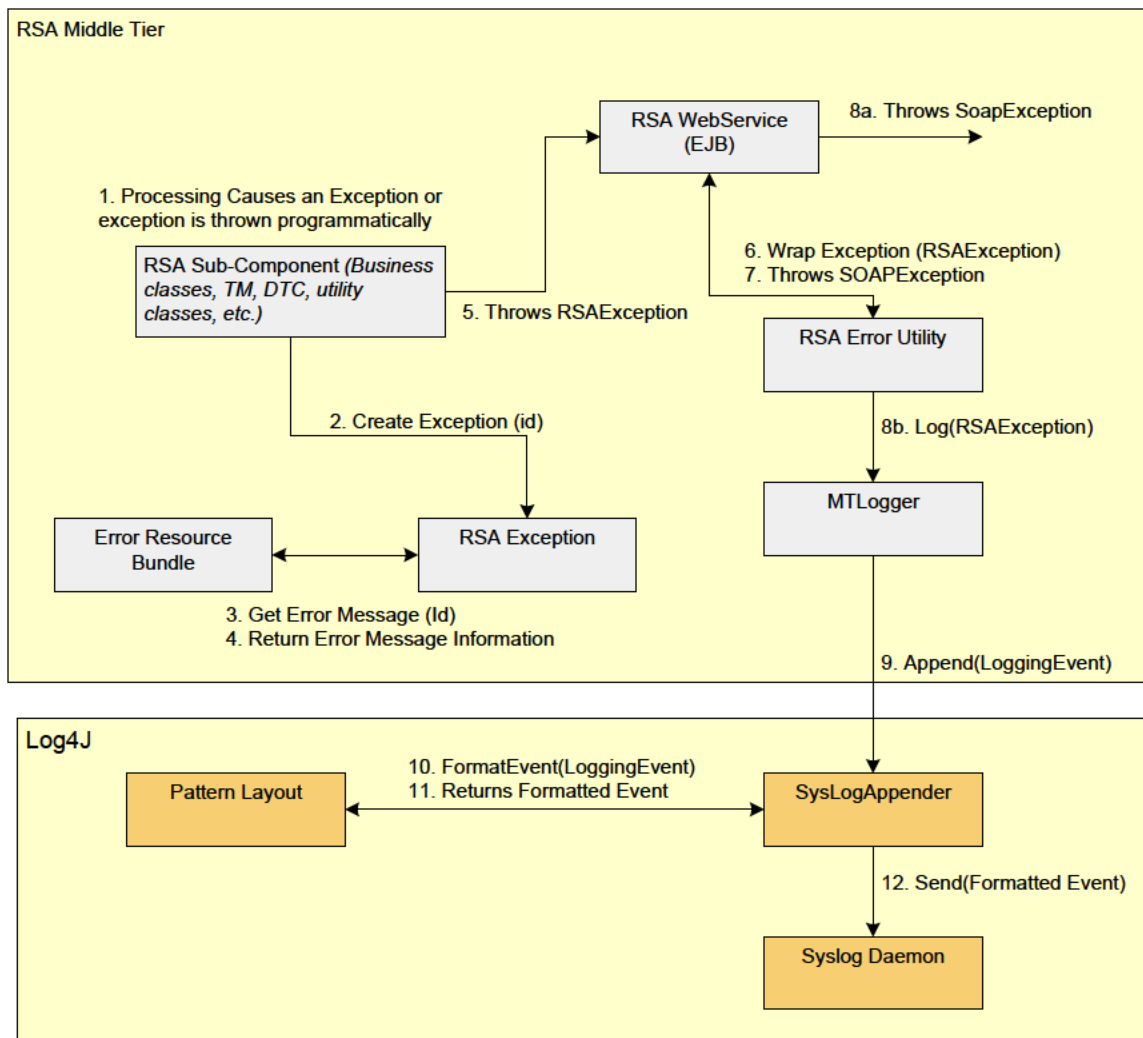 RSA Middle Tier
RSA WebService
(EJB)
8a. Throws SoapException
1. Processing Causes an Exception or
exception is thrown programmatically
RSA Sub-Component (Business
classes, TM, DTC, utility
classes, etc.)
5. Throws RSAException
6. Wrap Exception (RSAException)
7. Throws SOAPException
RSA Error Utility
2. Create Exception (id)
8b. Log(RSAException)
MTLogger
Error Resource
Bundle
RSA Exception
3. Get Error Message (Id)
4. Return Error Message Information
9. Append(LoggingEvent)
Log4J
10. FormatEvent(LoggingEvent)
11. Returns Formatted Event
Pattern Layout
SysLogAppender
12. Send(Formatted Event)
Syslog Daemon